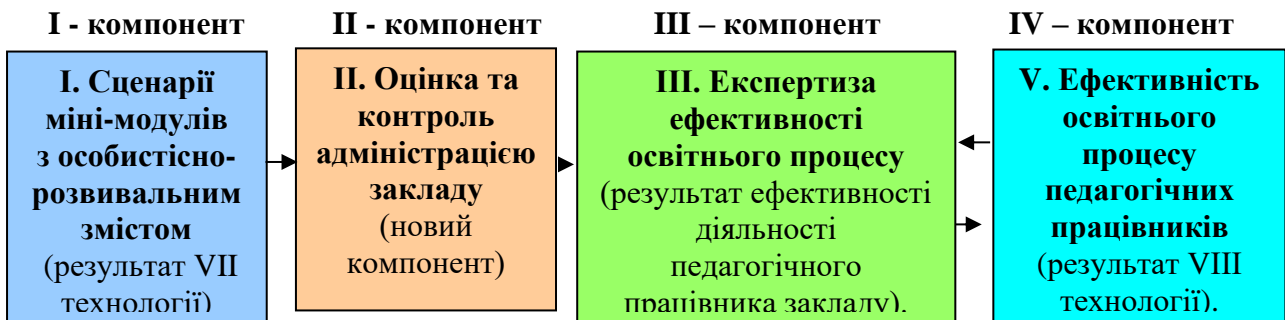 I - компонент
II - компонент
III – компонент
IV – компонент
I. Сценарії
міні-модулів
з особистісно-
розвивальним
змістом
(результат VII
технології)
II. Оцінка та
контроль
адміністрацією
закладу
(новий
компонент)
III. Експертиза
ефективності
освітнього процесу
(результат ефективності
діяльності
педагогічного
працівника закладу).
V. Ефективність
освітнього
процесу
педагогічних
працівників
(результат VIII
технології).